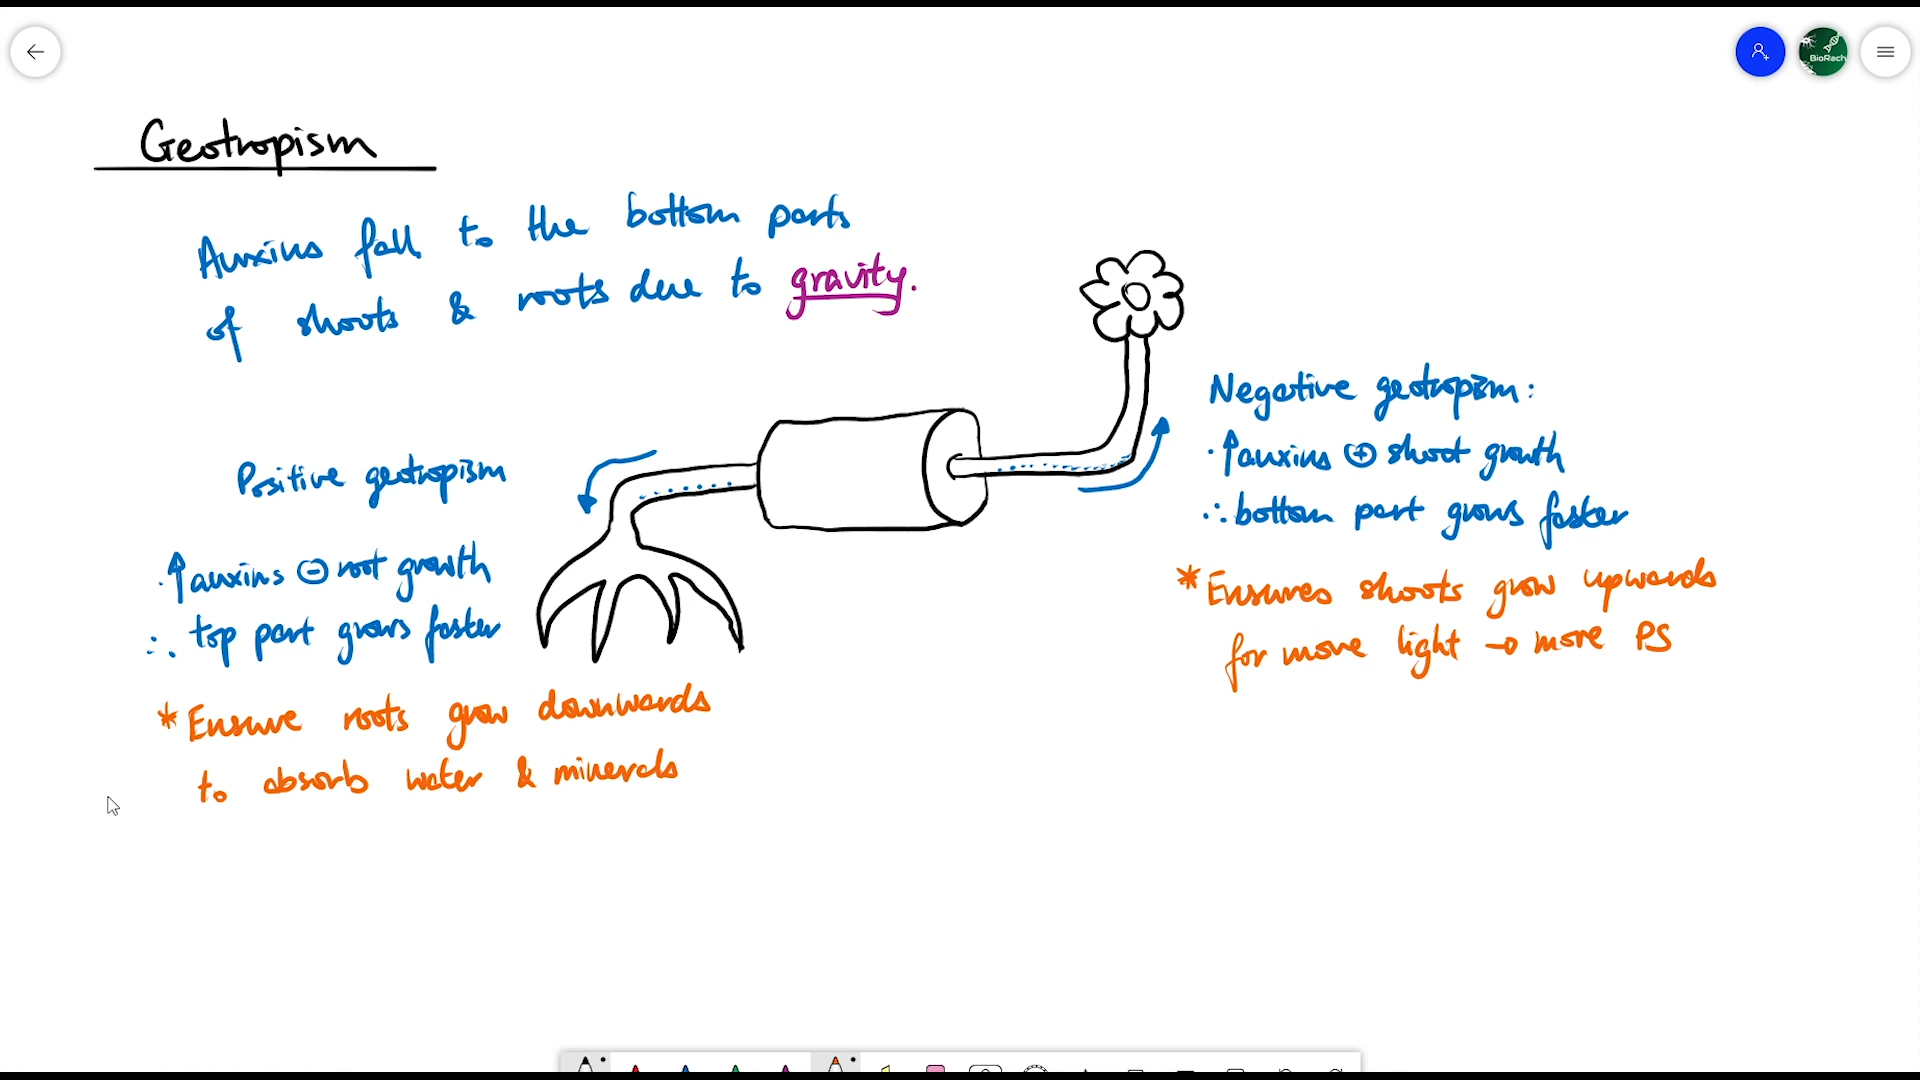 BioRach
Geotropism
Auxins fall to the bottom parts
of shoots & roots due to gravity.
Positive geotropism
·↑auxins ⊖ root growth
∴ top part grows faster
* Ensure roots grow downwards
to absorb water & minerals
Negative geotropism:
·↑auxins ⊕ shoot growth
∴ bottom part grows faster
* Ensures shoots grow upwards
for more light → more PS